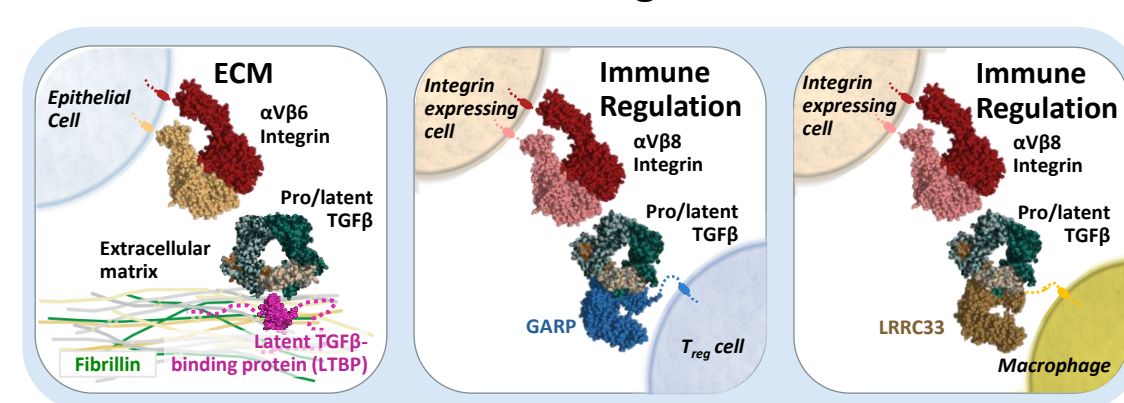 ECM
Epithelial
Cell
αVβ6
Integrin
Pro/latent
TGFβ
Extracellular
matrix
Latent TGFβ-
binding protein (LTBP)
Fibrillin
Immune
Regulation
Integrin
expressing
cell
αVβ8
Integrin
Pro/latent
TGFβ
GARP
Treg cell
Immune
Regulation
Integrin
expressing
cell
αVβ8
Integrin
Pro/latent
TGFβ
LRRC33
Macrophage